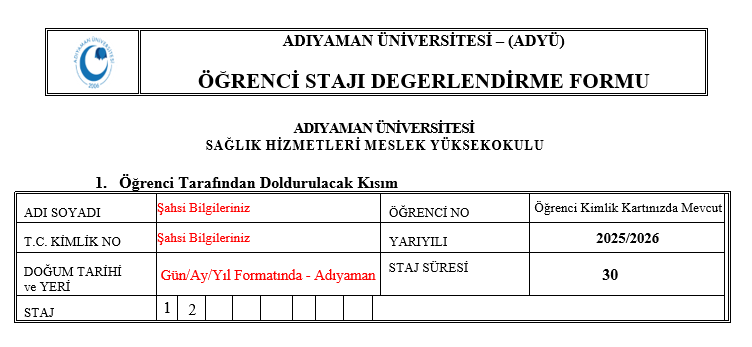 ADIYAMAN ÜNİVERSİTESİ – (ADYÜ)
ÖĞRENCİ STAJI DEGERLENDİRME FORMU
ADIYAMAN ÜNİVERSİTESİ
2006
ADIYAMAN ÜNİVERSİTESİ
SAĞLIK HİZMETLERİ MESLEK YÜKSEKOKULU
1. Öğrenci Tarafından Doldurulacak Kısım
ADI SOYADI Şahsi Bilgileriniz ÖĞRENCİ NO Öğrenci Kimlik Kartınızda Mevcut
T.C. KİMLİK NO Şahsi Bilgileriniz YARIYILI 2025/2026
DOĞUM TARİHİ ve YERİ Gün/Ay/Yıl Formatında - Adıyaman STAJ SÜRESİ 30
STAJ 1 2